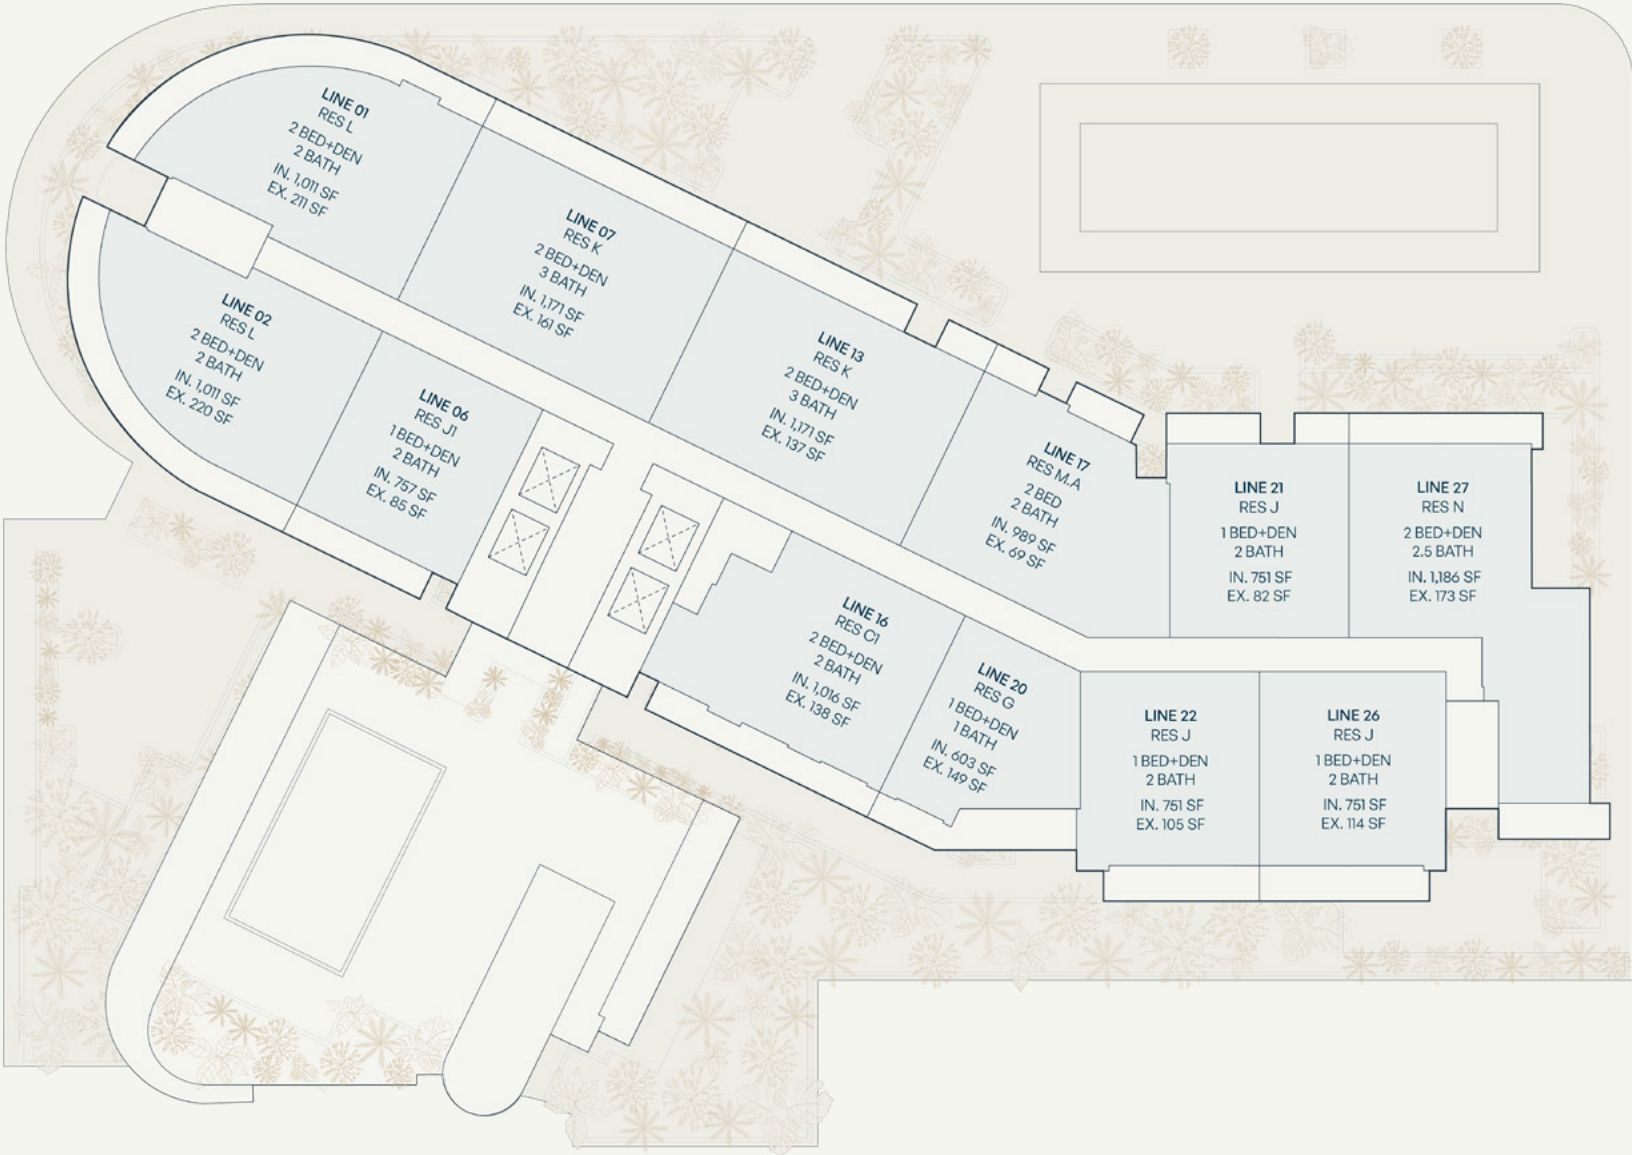 LINE 01
RES L
2 BED+DEN
2 BATH
IN. 1,011 SF
EX. 211 SF
LINE 07
RES K
2 BED+DEN
3 BATH
IN. 1,171 SF
EX. 161 SF
LINE 02
RES L
2 BED+DEN
2 BATH
IN. 1,011 SF
EX. 220 SF
LINE 06
RES J1
1 BED+DEN
2 BATH
IN. 757 SF
EX. 85 SF
LINE 13
RES K
2 BED+DEN
3 BATH
IN. 1,171 SF
EX. 137 SF
LINE 17
RES M.A
2 BED
2 BATH
IN. 989 SF
EX. 69 SF
LINE 21
RES J
1 BED+DEN
2 BATH
IN. 751 SF
EX. 82 SF
LINE 27
RES N
2 BED+DEN
2.5 BATH
IN. 1,186 SF
EX. 173 SF
LINE 16
RES C1
2 BED+DEN
2 BATH
IN. 1,016 SF
EX. 138 SF
LINE 20
RES G
1 BED+DEN
1 BATH
IN. 603 SF
EX. 149 SF
LINE 22
RES J
1 BED+DEN
2 BATH
IN. 751 SF
EX. 105 SF
LINE 26
RES J
1 BED+DEN
2 BATH
IN. 751 SF
EX. 114 SF